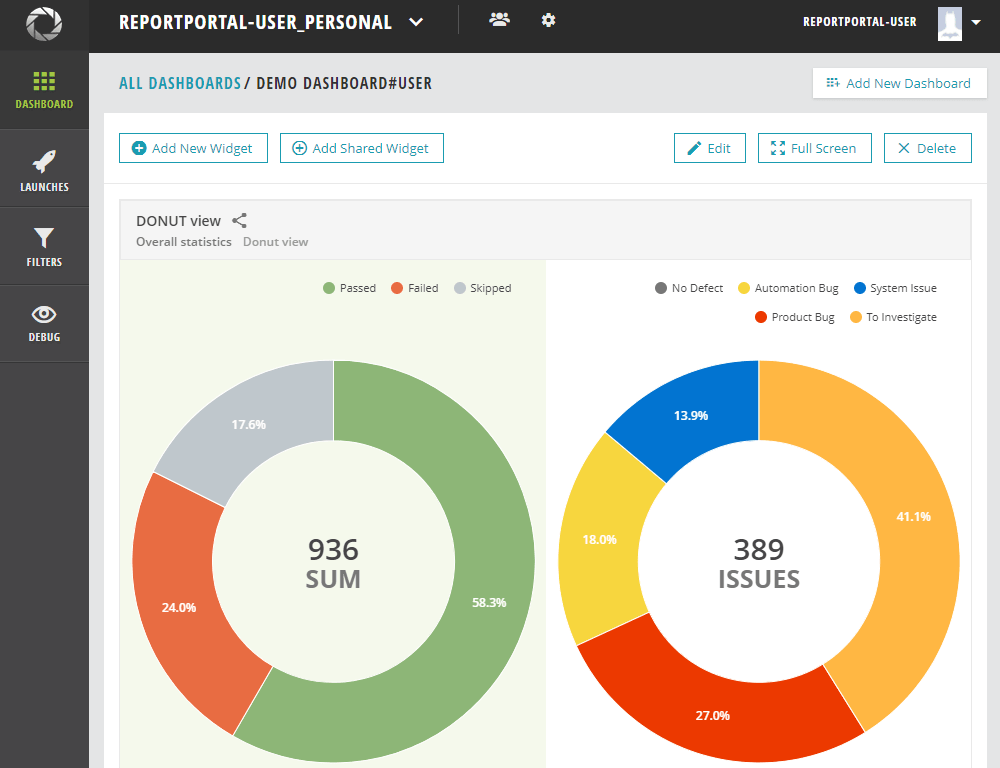 REPORTPORTAL-USER_PERSONAL
REPORTPORTAL-USER
DASHBOARD
LAUNCHES
FILTERS
DEBUG
ALL DASHBOARDS / DEMO DASHBOARD#USER
Add New Dashboard
Add New Widget
Add Shared Widget
Edit
Full Screen
Delete
DONUT view
Overall statistics Donut view
Passed Failed Skipped
17.6%
24.0%
58.3%
936
SUM
No Defect Automation Bug System Issue
Product Bug To Investigate
13.9%
41.1%
18.0%
27.0%
389
ISSUES